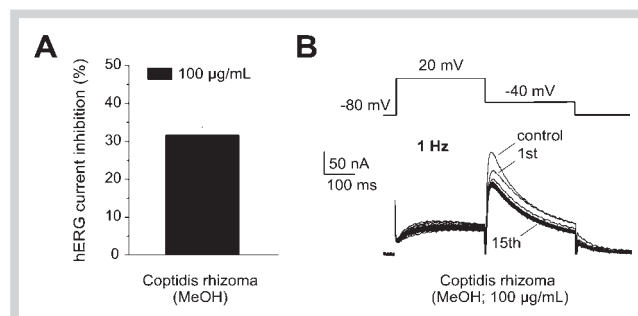 A
hERG current inhibition (%)
50
40
30
20
10
0
100 µg/mL
Coptidis rhizoma
(MeOH)
B
20 mV
-80 mV
-40 mV
50 nA
100 ms
1 Hz
control
1st
15th
Coptidis rhizoma
(MeOH; 100 µg/mL)